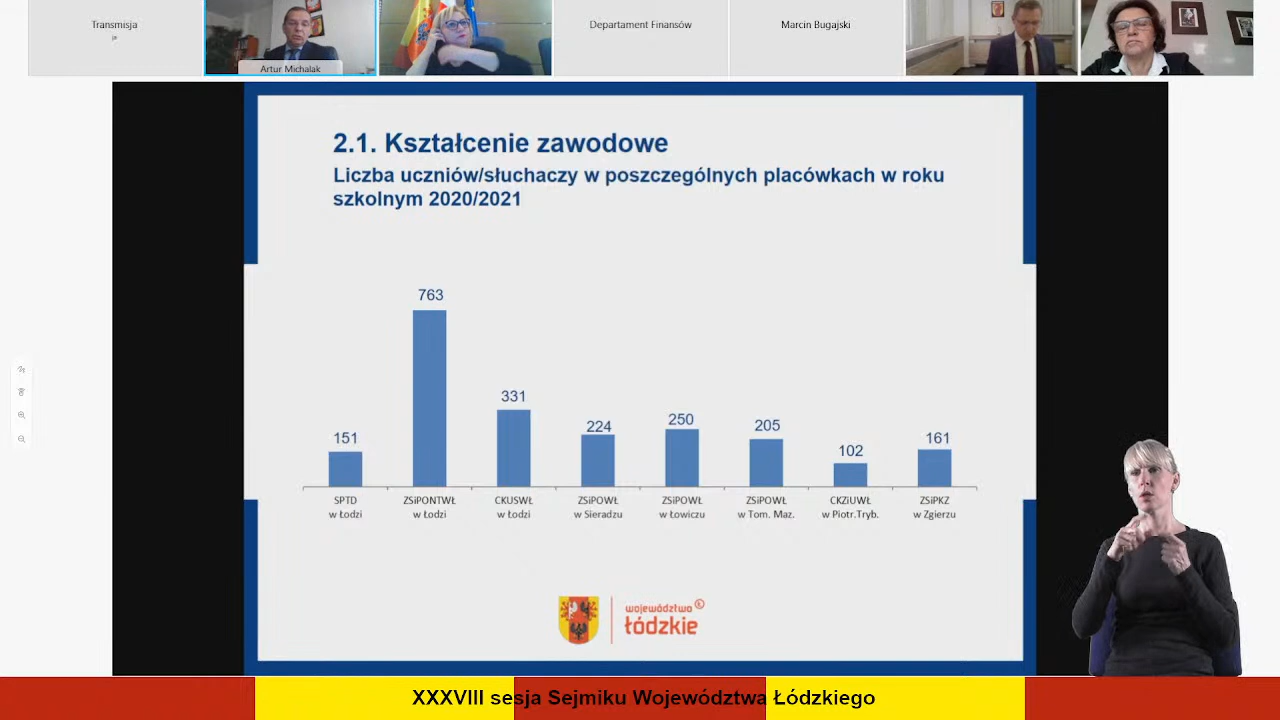 Transmisja
Artur Michalak
Departament Finansów
Marcin Bugajski
2.1. Kształcenie zawodowe
Liczba uczniów/słuchaczy w poszczególnych placówkach w roku
szkolnym 2020/2021
151
763
331
224
250
205
102
161
SPTD
w Łodzi
ZSiPONTWŁ
w Łodzi
CKUSWŁ
w Łodzi
ZSiPOWŁ
w Sieradzu
ZSiPOWŁ
w Łowiczu
ZSiPOWŁ
w Tom. Maz.
CKZiUWŁ
w Piotr.Tryb.
ZSiPKZ
w Zgierzu
województwo
łódzkie
XXXVIII sesja Sejmiku Województwa Łódzkiego